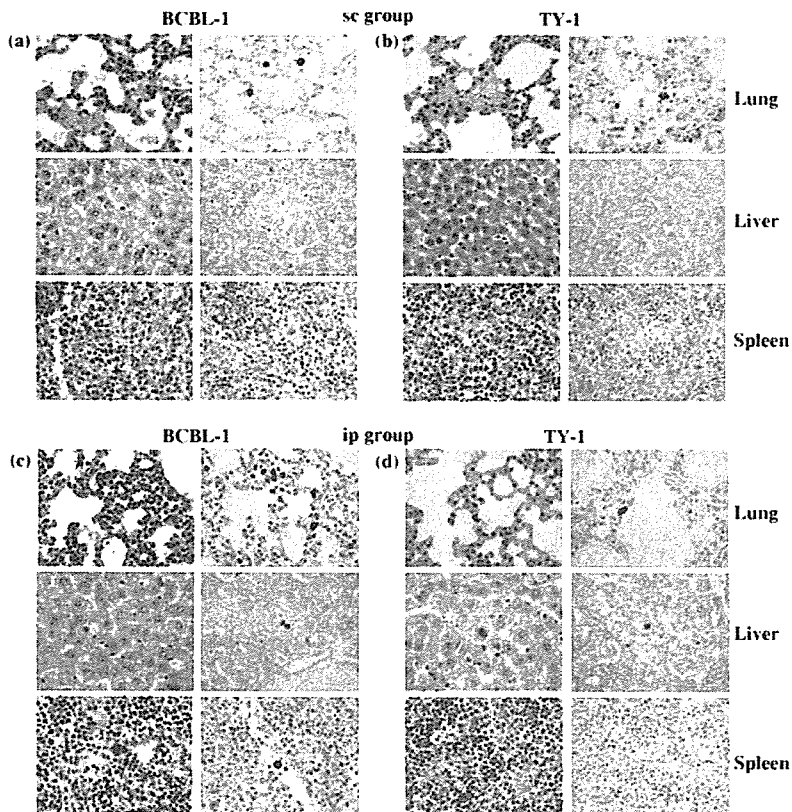 BCBL-1 sc group TY-1
(a) (b)
Lung
Liver
Spleen
BCBL-1 ip group TY-1
(c) (d)
Lung
Liver
Spleen